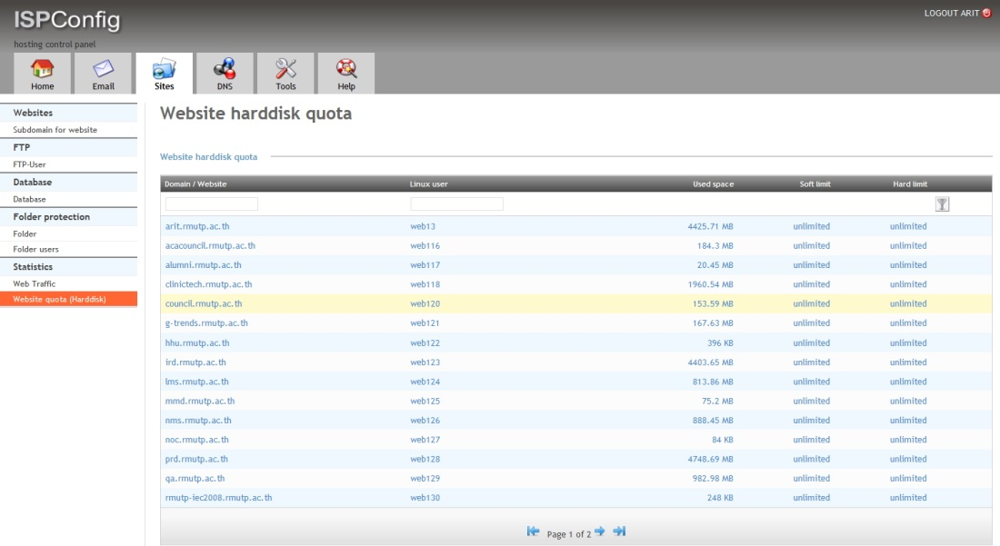 ISPConfig
LOGOUT ARIT
hosting control panel
Home Email Sites DNS Tools Help
Websites
Subdomain for website
FTP
FTP-User
Database
Database
Folder protection
Folder
Folder users
Statistics
Web Traffic
Website quota (Harddisk)
Website harddisk quota
Website harddisk quota
Domain / Website Linux user Used space Soft limit Hard limit
arit.rmutp.ac.th web13 4425.71 MB unlimited unlimited
acacouncil.rmutp.ac.th web116 184.3 MB unlimited unlimited
alumni.rmutp.ac.th web117 20.45 MB unlimited unlimited
clinictech.rmutp.ac.th web118 1960.54 MB unlimited unlimited
council.rmutp.ac.th web120 153.59 MB unlimited unlimited
g-trends.rmutp.ac.th web121 167.63 MB unlimited unlimited
hhu.rmutp.ac.th web122 396 KB unlimited unlimited
ird.rmutp.ac.th web123 4403.65 MB unlimited unlimited
lms.rmutp.ac.th web124 813.86 MB unlimited unlimited
mmd.rmutp.ac.th web125 75.2 MB unlimited unlimited
nms.rmutp.ac.th web126 888.45 MB unlimited unlimited
noc.rmutp.ac.th web127 84 KB unlimited unlimited
prd.rmutp.ac.th web128 4748.69 MB unlimited unlimited
qa.rmutp.ac.th web129 982.98 MB unlimited unlimited
rmutp-iec2008.rmutp.ac.th web130 248 KB unlimited unlimited
Page 1 of 2